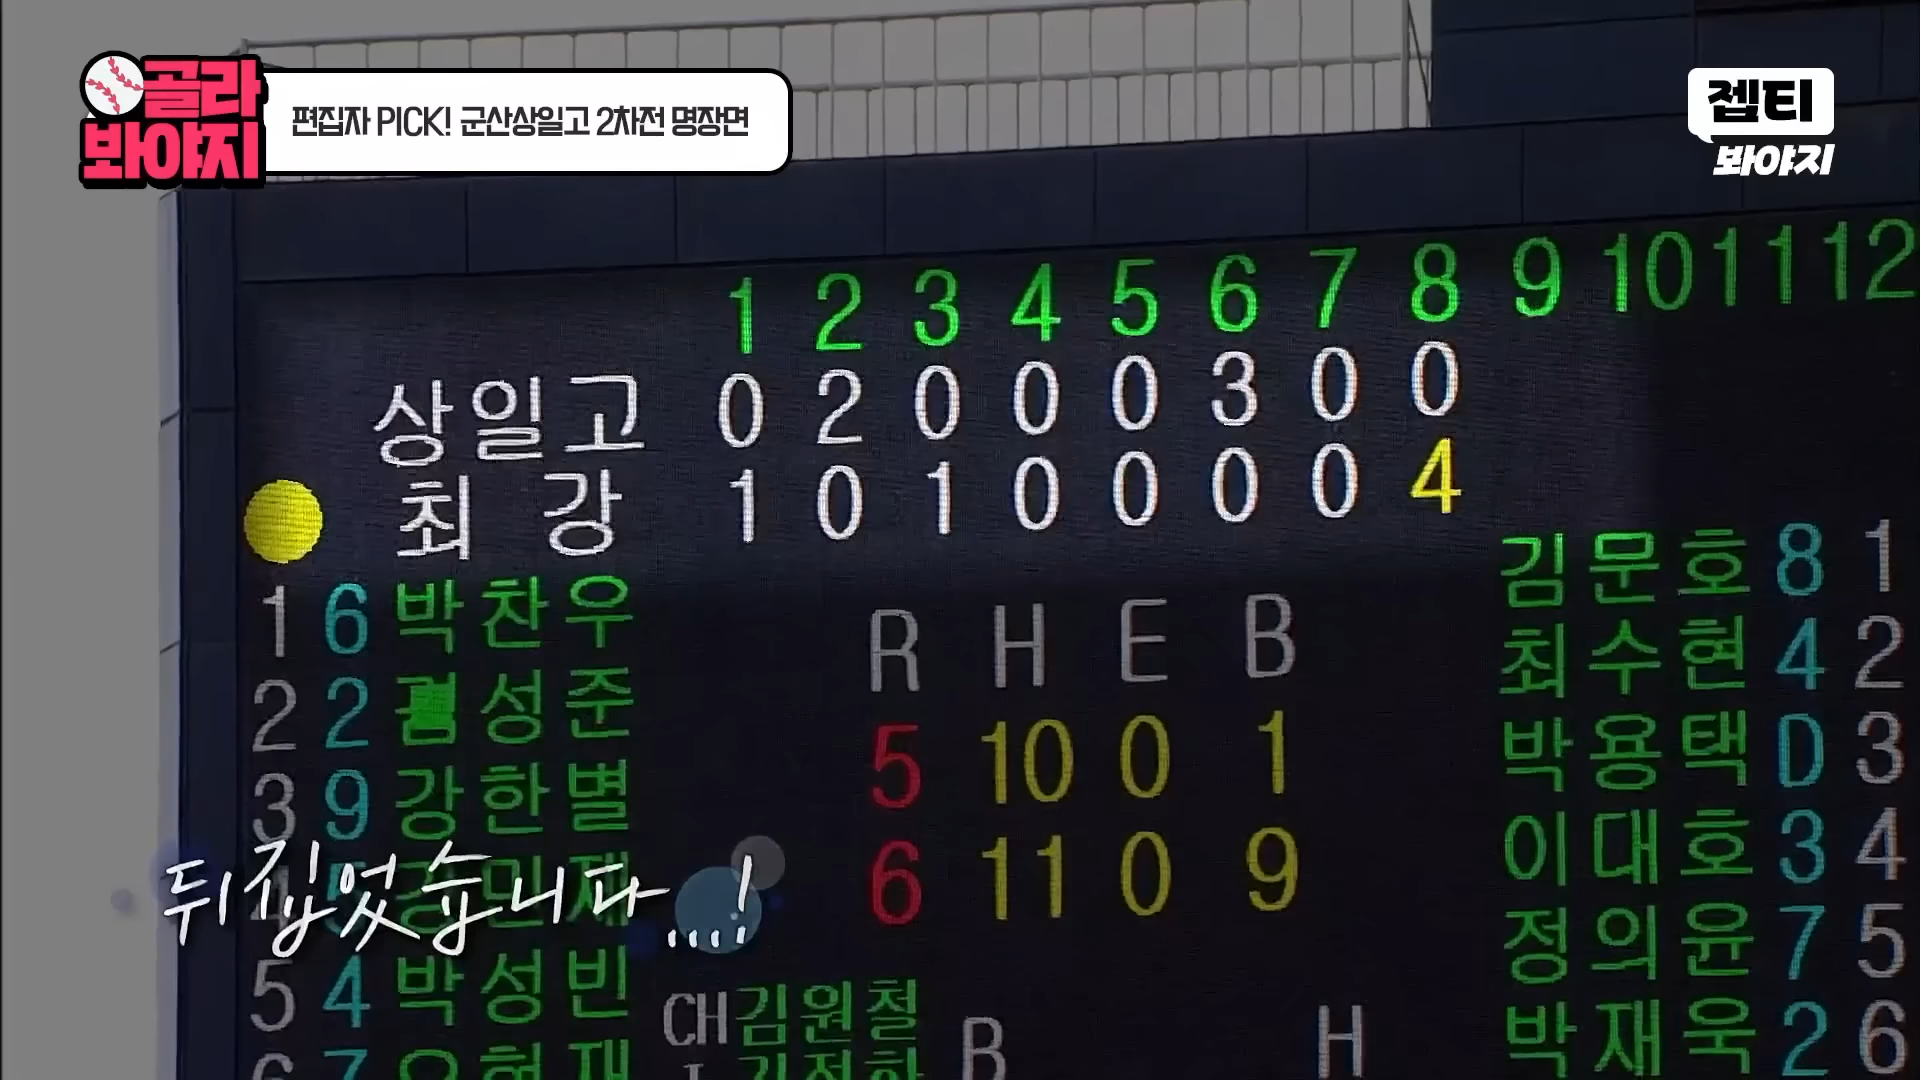 골라
봐야지
편집자 PICK! 군산상일고 2차전 명장면
젭티
봐야지
1 2 3 4 5 6 7 8 9 10 11 12
상일고 0 2 0 0 0 3 0 0
최강 1 0 1 0 0 0 0 4
R H E B
5 10 0 1
6 11 0 9
1 6 박찬우
2 2 성준
3 9 강한별
4 5 민재
5 4 박성빈
6 7
뒤집었습니다...!
CH 김원철
B H
김문호 8 1
최수현 4 2
박용택 D 3
이대호 3 4
정의윤 7 5
박재욱 2 6